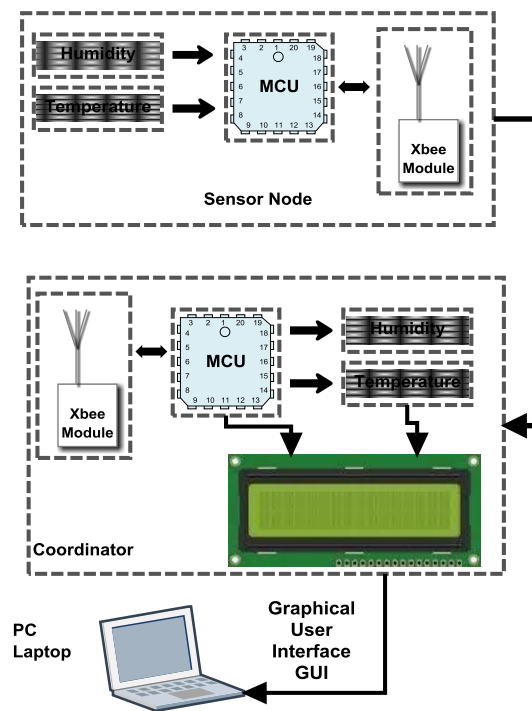 Humidity
Temperature
3 2 1 20 19
4 18
5 17
6 16
7 15
8 14
9 10 11 12 13
MCU
Xbee
Module
Sensor Node
Xbee
Module
3 2 1 20 19
4 18
5 17
6 16
7 15
8 14
9 10 11 12 13
MCU
Humidity
Temperature
Coordinator
PC
Laptop
Graphical
User
Interface
GUI